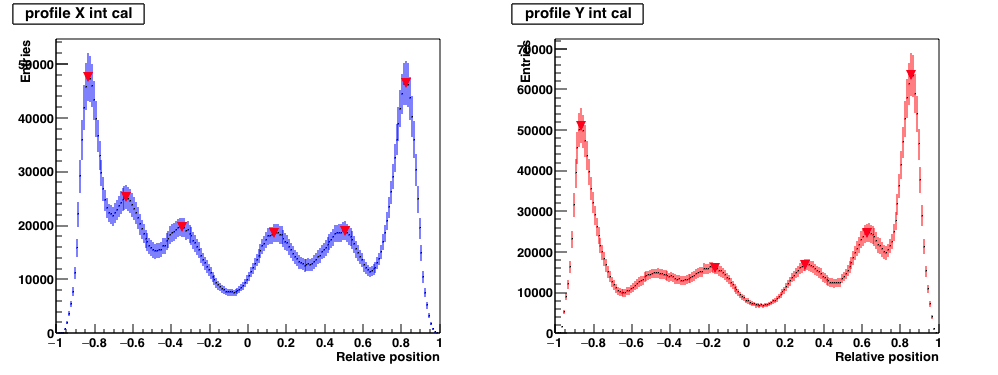 profile X int cal
Entries
50000
40000
30000
20000
10000
0
−1 −0.8 −0.6 −0.4 −0.2 0 0.2 0.4 0.6 0.8 1
Relative position
profile Y int cal
Entries
70000
60000
50000
40000
30000
20000
10000
0
−1 −0.8 −0.6 −0.4 −0.2 0 0.2 0.4 0.6 0.8 1
Relative position